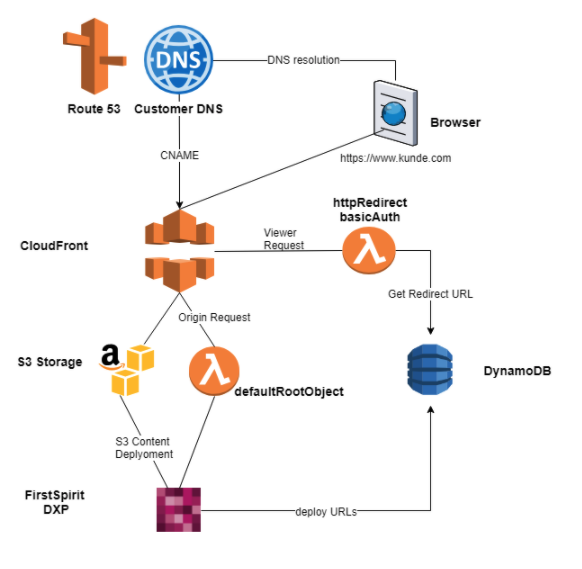 DNS
DNS resolution
Route 53
Customer DNS
Browser
CNAME
https://www.kunde.com
httpRedirect
basicAuth
CloudFront
Viewer
Request
Get Redirect URL
Origin Request
a
S3 Storage
DynamoDB
defaultRootObject
S3 Content
Deplyoment
FirstSpirit
DXP
deploy URLs